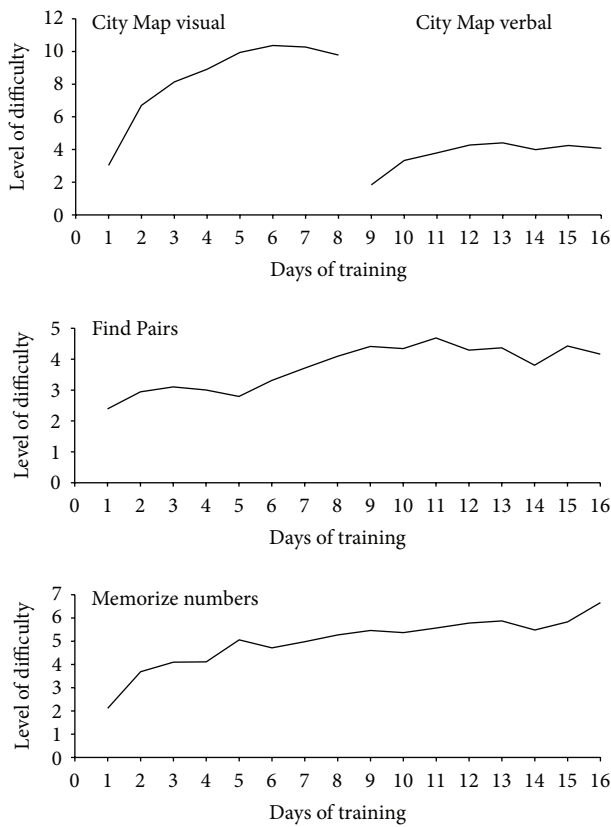 City Map visual
City Map verbal
Level of difficulty
12
10
8
6
4
2
0
0 1 2 3 4 5 6 7 8 9 10 11 12 13 14 15 16
Days of training
Find Pairs
Level of difficulty
5
4
3
2
1
0
0 1 2 3 4 5 6 7 8 9 10 11 12 13 14 15 16
Days of training
Memorize numbers
Level of difficulty
7
6
5
4
3
2
1
0
0 1 2 3 4 5 6 7 8 9 10 11 12 13 14 15 16
Days of training